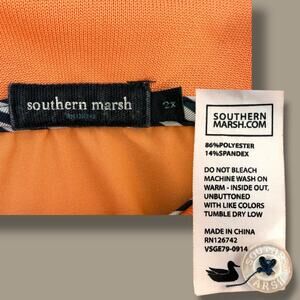 southern marsh
2X
SOUTHERN
MARSH.COM
86%POLYESTER
14%SPANDEX
DO NOT BLEACH
MACHINE WASH ON
WARM - INSIDE OUT,
UNBUTTONED
WITH LIKE COLORS
TUMBLE DRY LOW
MADE IN CHINA
RN126742
VSGE79-0914
SOUTHERN
MARSH